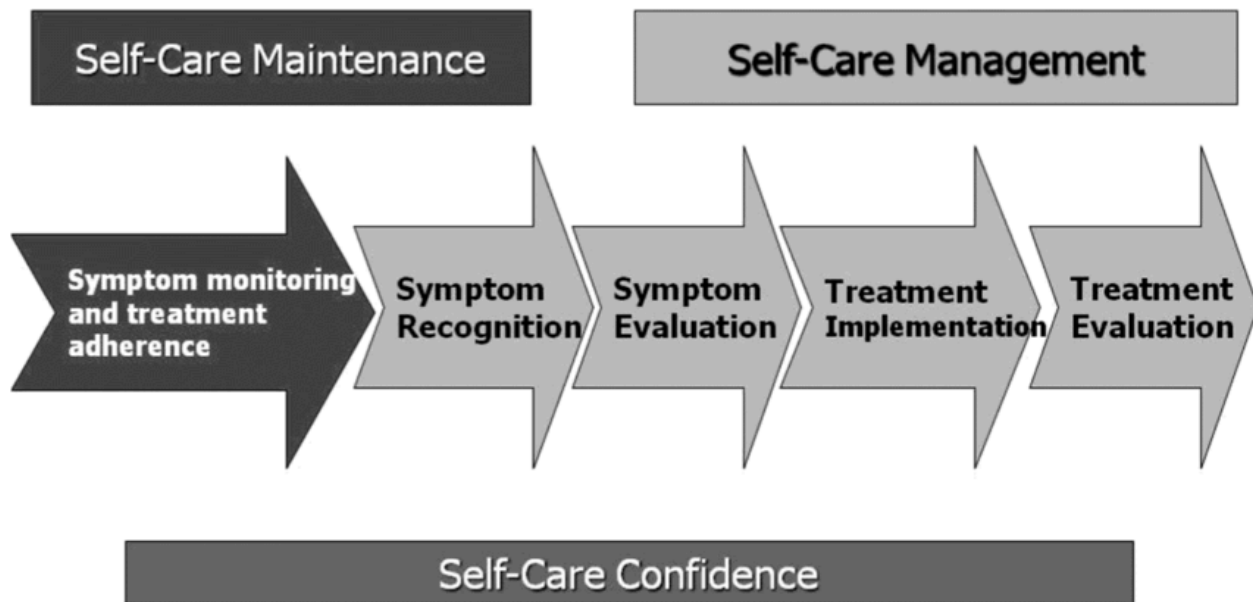 Self-Care Maintenance
Self-Care Management
Symptom monitoring
and treatment
adherence
Symptom
Recognition
Symptom
Evaluation
Treatment
Implementation
Treatment
Evaluation
Self-Care Confidence